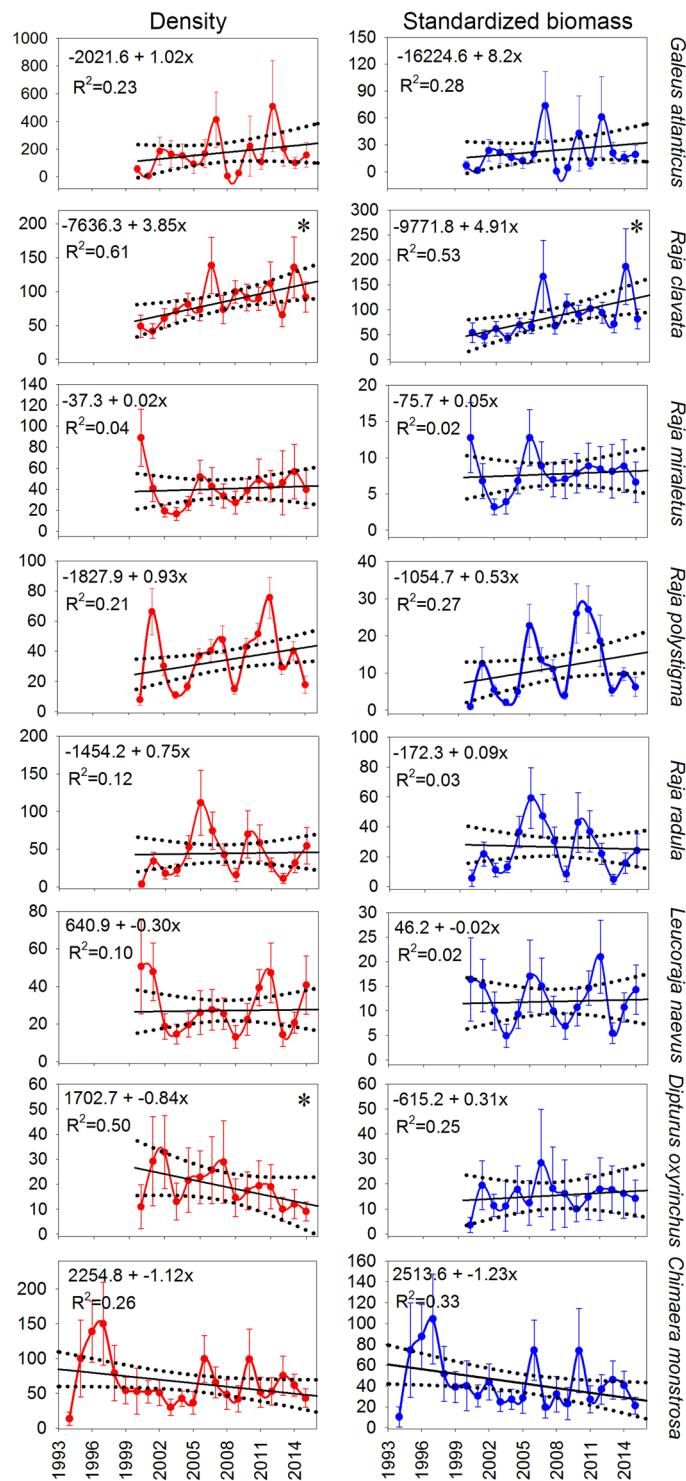 Density Standardized biomass
1000
800
600
400
200
0
-2021.6 + 1.02x
R2=0.23
150
120
90
60
30
0
-16224.6 + 8.2x
R2=0.28
Galeus atlanticus
200
150
100
50
0
-7636.3 + 3.85x
*
R2=0.61
300
250
200
150
100
50
0
-9771.8 + 4.91x
*
R2=0.53
Raja clavata
140
120
100
80
60
40
20
0
-37.3 + 0.02x
R2=0.04
20
15
10
5
0
-75.7 + 0.05x
R2=0.02
Raja miraletus
100
80
60
40
20
0
-1827.9 + 0.93x
R2=0.21
40
30
20
10
0
-1054.7 + 0.53x
R2=0.27
Raja polystigma
200
150
100
50
0
-1454.2 + 0.75x
R2=0.12
100
80
60
40
20
0
-172.3 + 0.09x
R2=0.03
Raja radula
80
60
40
20
0
640.9 + -0.30x
R2=0.10
30
25
20
15
10
5
0
46.2 + -0.02x
R2=0.02
Leucoraja naevus
60
50
40
30
20
10
0
1702.7 + -0.84x
*
R2=0.50
60
50
40
30
20
10
0
-615.2 + 0.31x
R2=0.25
Dipturus oxyrinchus
250
200
150
100
50
0
2254.8 + -1.12x
R2=0.26
160
140
120
100
80
60
40
20
0
2513.6 + -1.23x
R2=0.33
Chimaera monstrosa
1993 1996 1999 2002 2005 2008 2011 2014
1993 1996 1999 2002 2005 2008 2011 2014